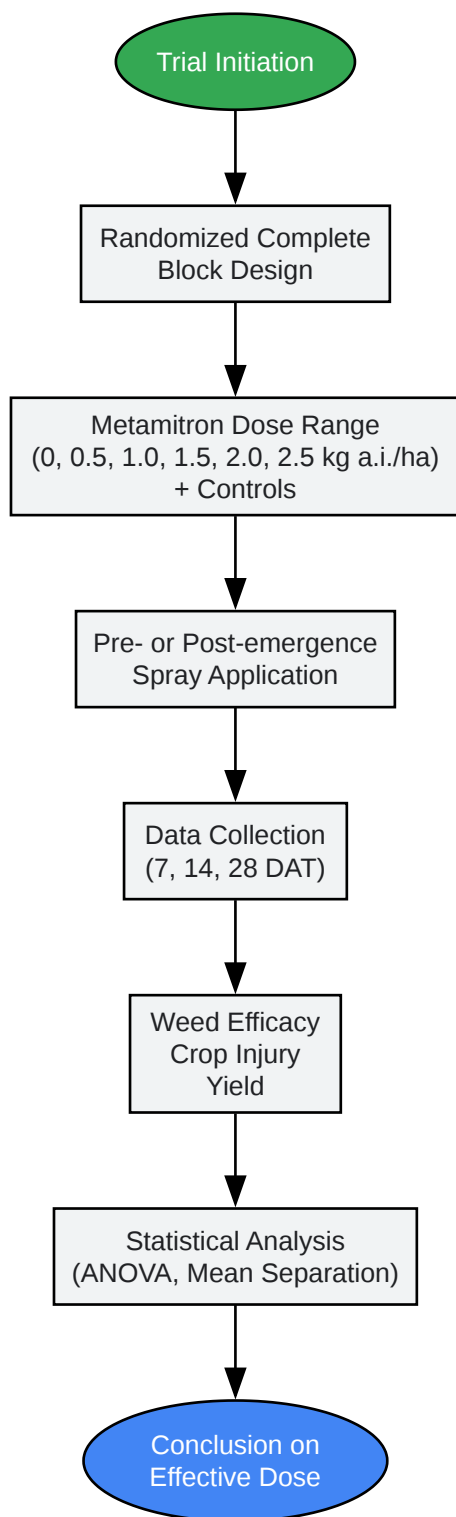 Trial Initiation
Randomized Complete
Block Design
Metamitron Dose Range
(0, 0.5, 1.0, 1.5, 2.0, 2.5 kg a.i./ha)
+ Controls
Pre- or Post-emergence
Spray Application
Data Collection
(7, 14, 28 DAT)
Weed Efficacy
Crop Injury
Yield
Statistical Analysis
(ANOVA, Mean Separation)
Conclusion on
Effective Dose